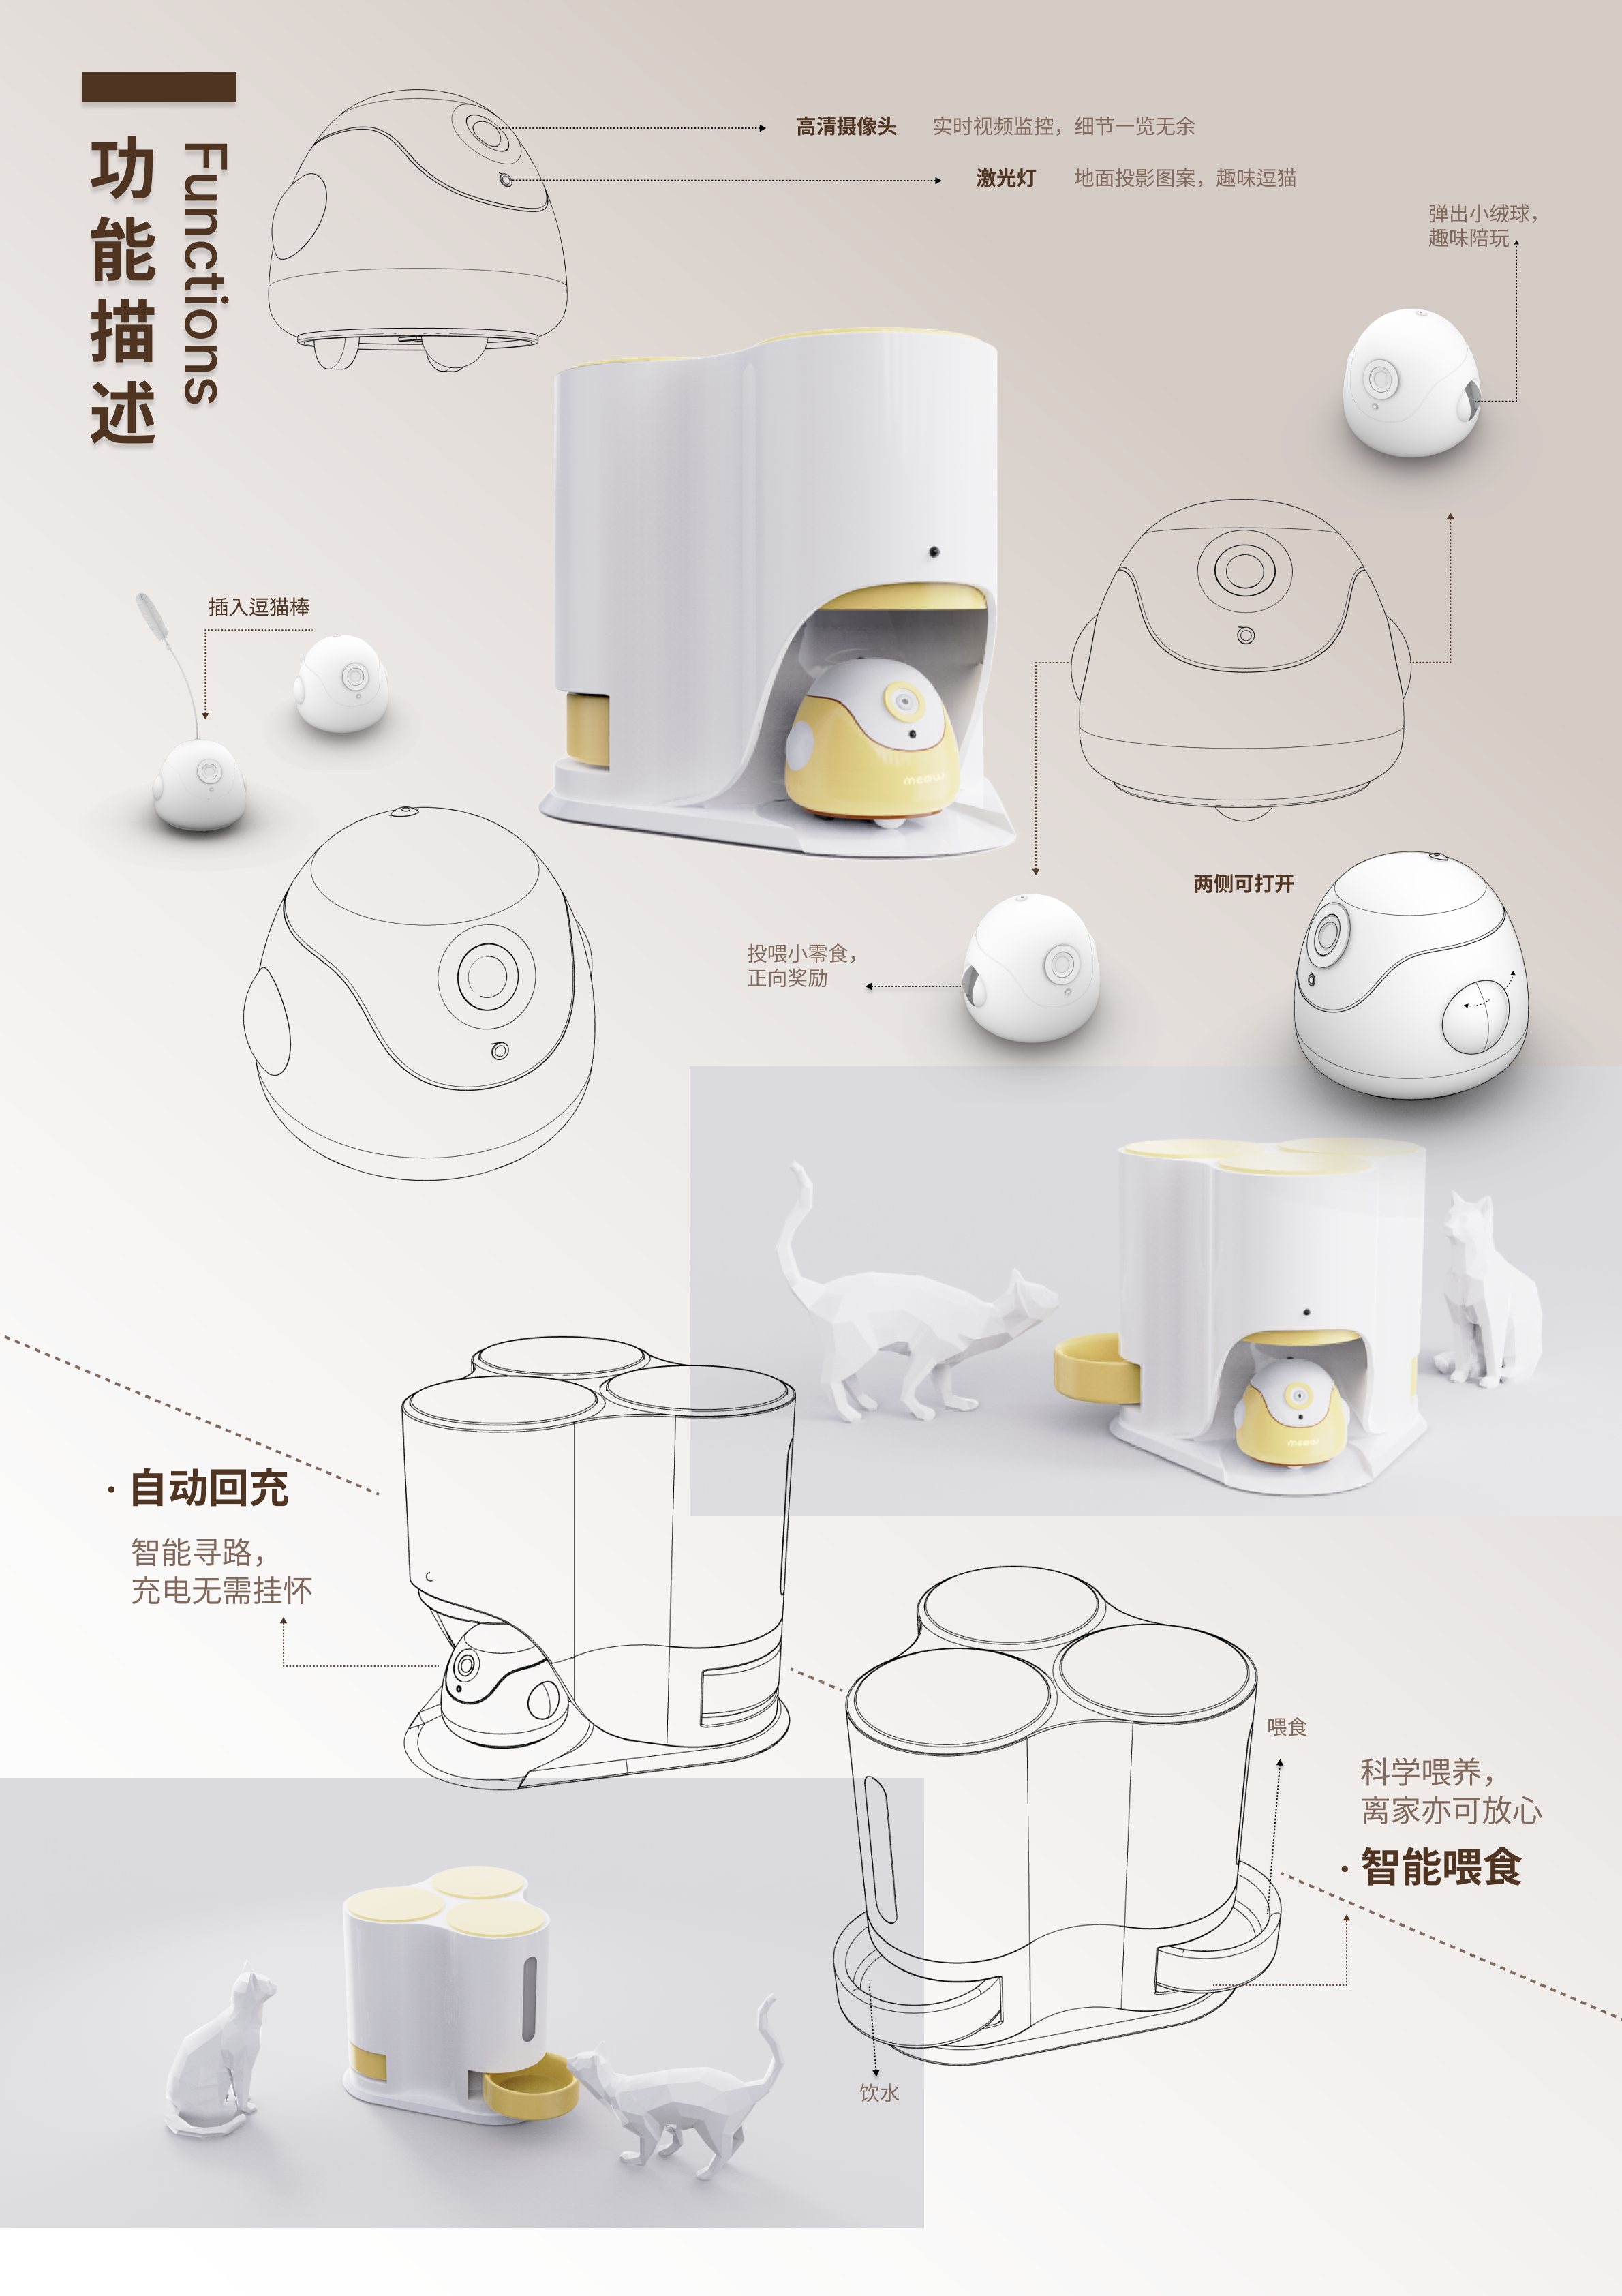 功能描述
Functions
高清摄像头 实时视频监控，细节一览无余
激光灯 地面投影图案，趣味逗猫
弹出小绒球，
趣味陪玩
插入逗猫棒
meowi
两侧可打开
投喂小零食，
正向奖励
meowi
· 自动回充
智能寻路，
充电无需挂怀
喂食
科学喂养，
离家亦可放心
· 智能喂食
饮水